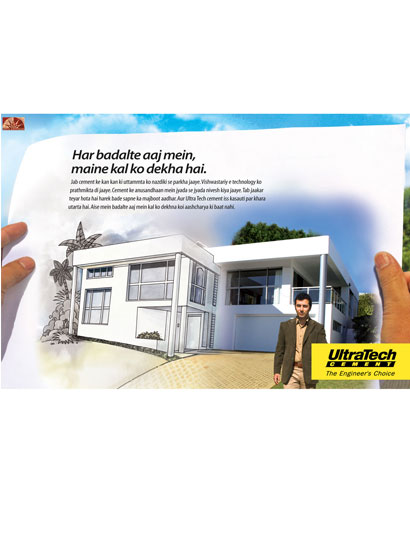 Har badalte aaj mein,
maine kal ko dekha hai.
Jab cement ke kan kan ki uttamnta ko nazdiki se parkha jaaye. Vishwastariy e technology ko
prathmikta di jaaye. Cement ke anusandhaan mein jyada se jyada nivesh kiya jaaye. Tab jaakar
teyar hota hai harek bade sapne ka majboot aadhar. Aur Ultra Tech cement iss kasauti par khara
utarta hai. Aise mein badalte aaj mein kal ko dekhna koi aashcharya ki baat nahi.
UltraTech
CEMENT
The Engineer's Choice